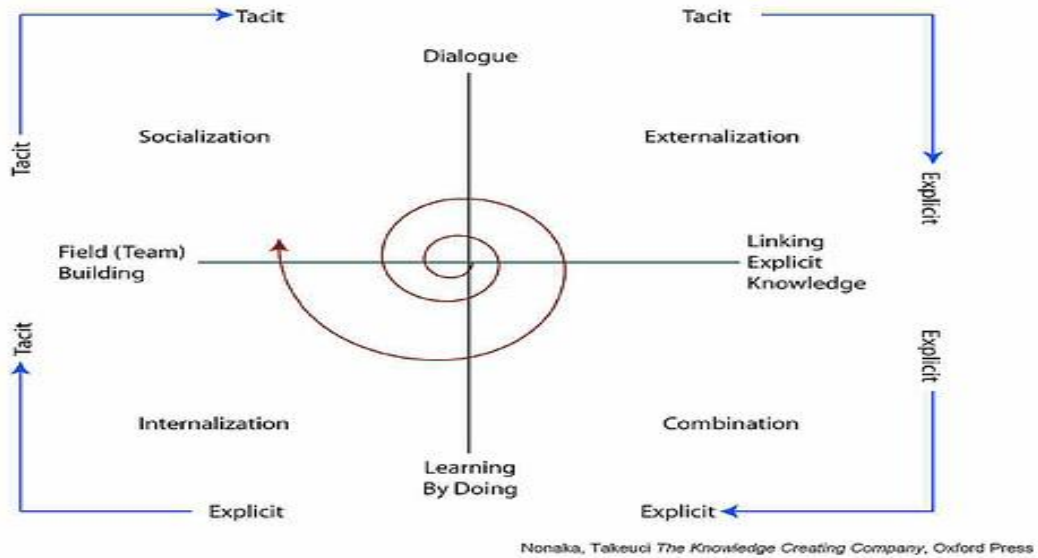 Tacit
Tacit
Dialogue
Socialization
Externalization
Tacit
Explicit
Field (Team)
Building
Linking
Explicit
Knowledge
Tacit
Explicit
Internalization
Combination
Learning
By Doing
Explicit
Explicit
Nonaka, Takeuci The Knowledge Creating Company, Oxford Press